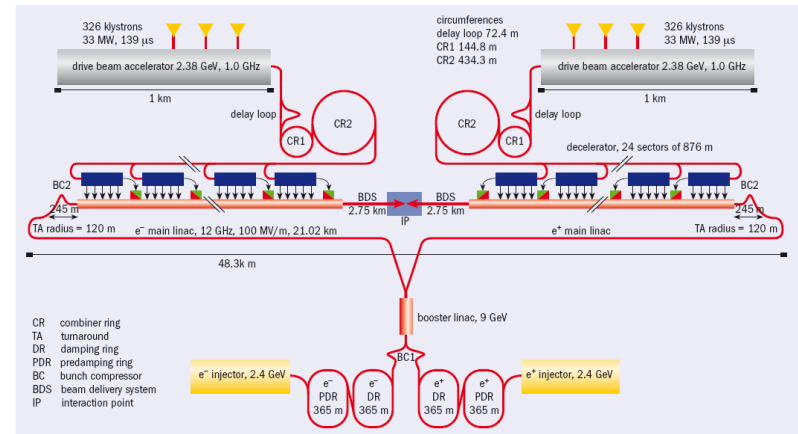 326 klystrons
33 MW, 139 μs
circumferences
delay loop 72.4 m
CR1 144.8 m
CR2 434.3 m
326 klystrons
33 MW, 139 μs
drive beam accelerator 2.38 GeV, 1.0 GHz
drive beam accelerator 2.38 GeV, 1.0 GHz
1 km
1 km
delay loop
CR2
CR1
CR2
CR1
delay loop
decelerator, 24 sectors of 876 m
BC2
BC2
BDS
2.75 km
IP
BDS
2.75 km
245 m
245 m
TA radius = 120 m
e⁻ main linac, 12 GHz, 100 MV/m, 21.02 km
e⁺ main linac
TA radius = 120 m
48.3k m
CR combiner ring
TA turnaround
DR damping ring
PDR predamping ring
BC bunch compressor
BDS beam delivery system
IP interaction point
booster linac, 9 GeV
BC1
e⁻ injector, 2.4 GeV
e⁻
PDR
365 m
e⁻
DR
365 m
e⁺
DR
365 m
e⁺
PDR
365 m
e⁺ injector, 2.4 GeV